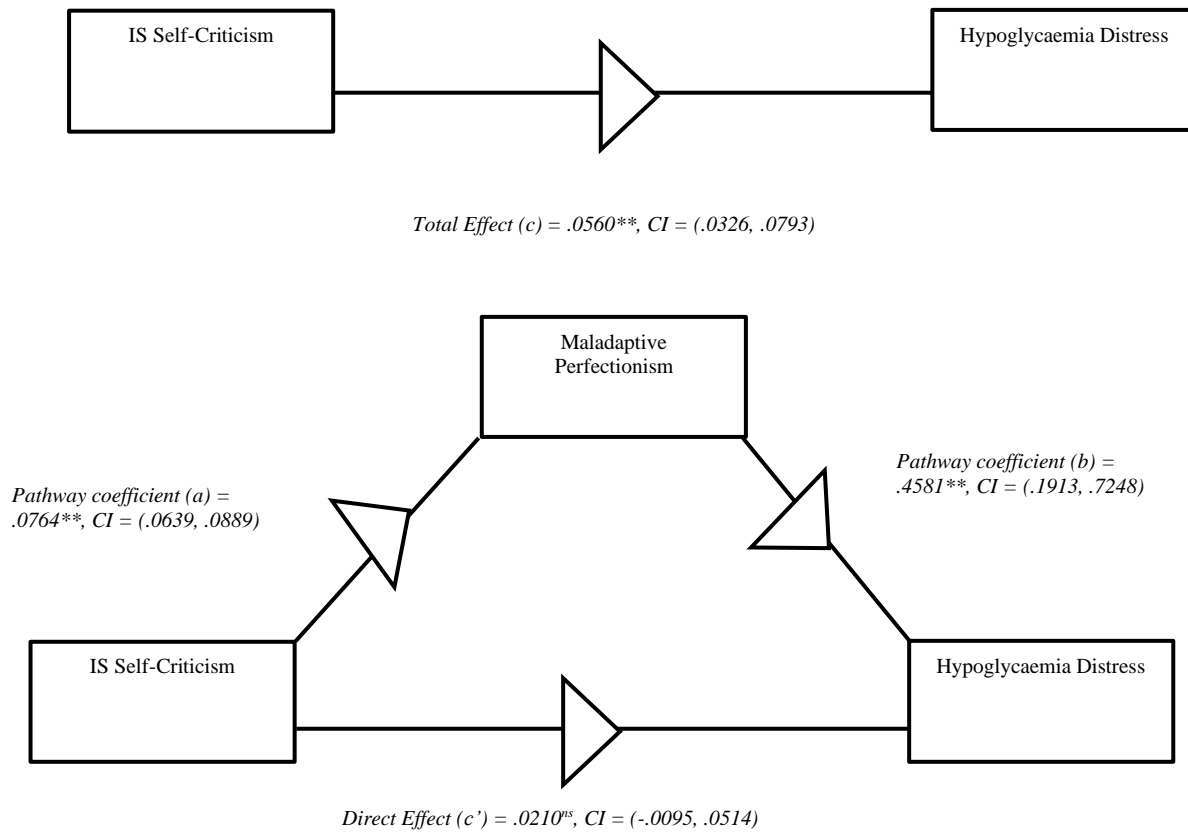 IS Self-Criticism
Hypoglycaemia Distress
Total Effect (c) = .0560**, CI = (.0326, .0793)
Maladaptive
Perfectionism
Pathway coefficient (a) =
.0764**, CI = (.0639, .0889)
Pathway coefficient (b) =
.4581**, CI = (.1913, .7248)
IS Self-Criticism
Hypoglycaemia Distress
Direct Effect (c’) = .0210ⁿˢ, CI = (-.0095, .0514)